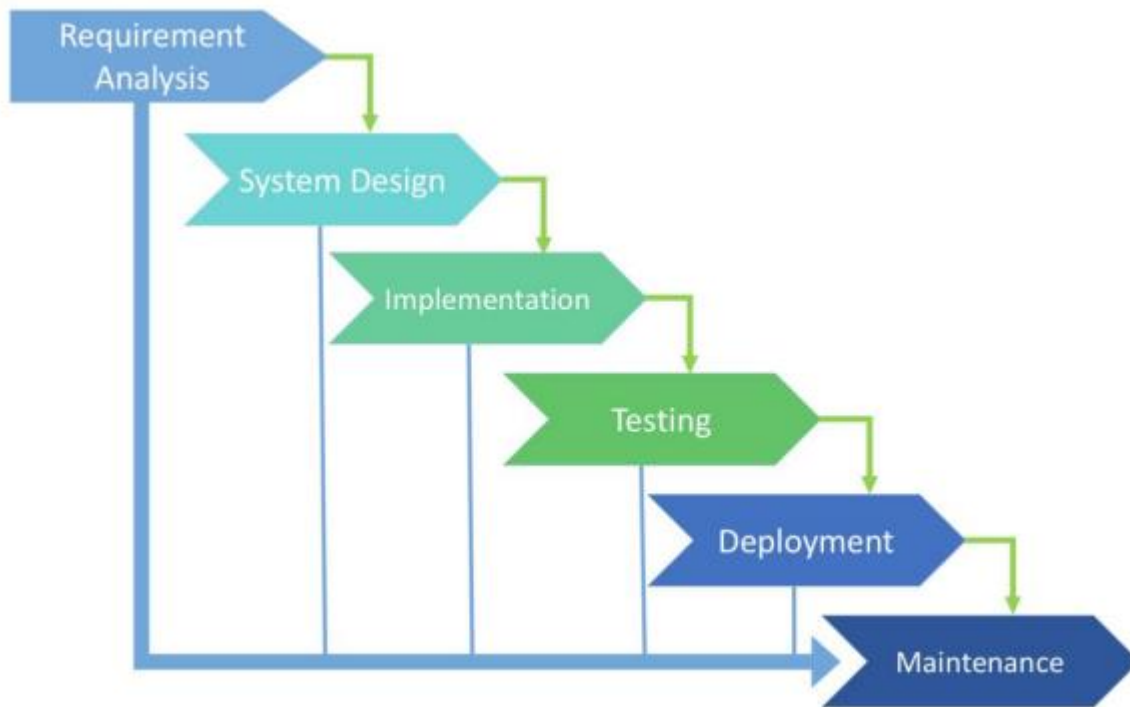 Requirement
Analysis
System Design
Implementation
Testing
Deployment
Maintenance